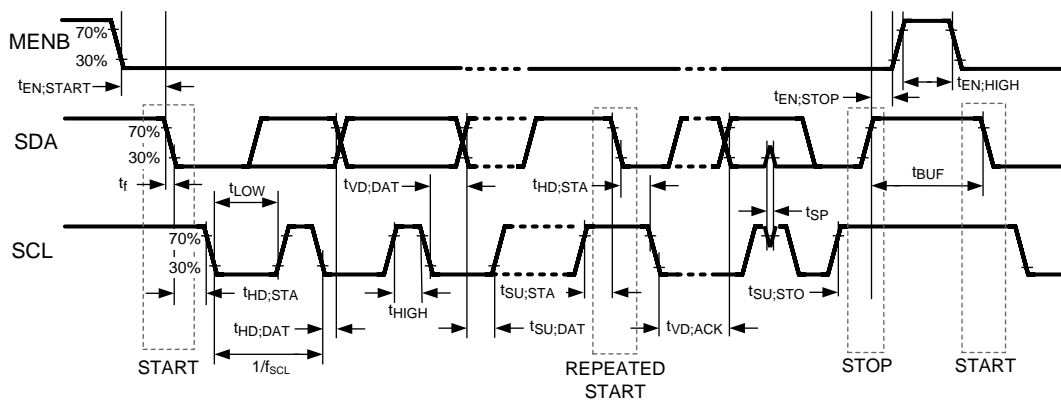 MENB
70%
30%
tEN;START
tEN;STOP
tEN;HIGH
SDA
70%
30%
tf
tLOW
tVD;DAT
tHD;STA
tSP
tBUF
SCL
70%
30%
tHD;STA
tHD;DAT
tHIGH
tSU;STA
tSU;DAT
tVD;ACK
tSU;STO
1/fSCL
START
REPEATED
START
STOP
START